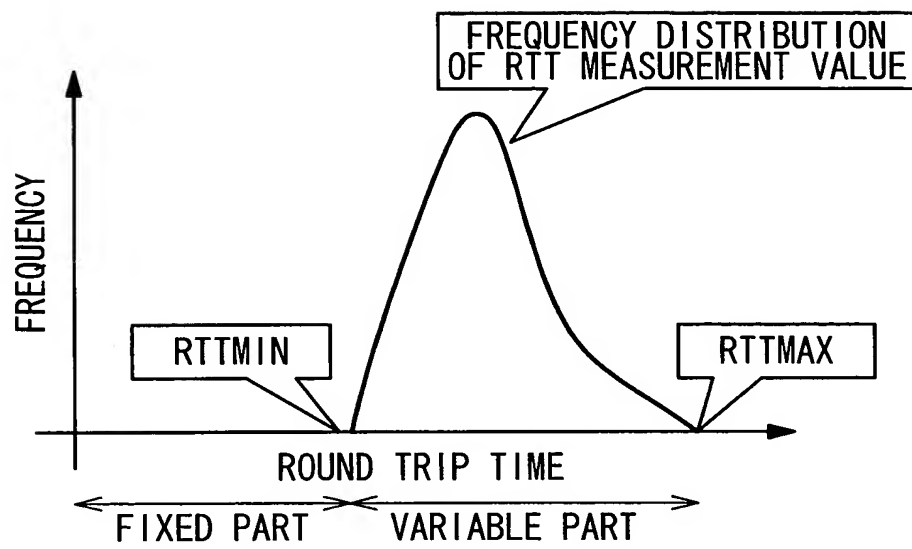 FREQUENCY DISTRIBUTION
OF RTT MEASUREMENT VALUE
FREQUENCY
RTTMIN
RTTMAX
ROUND TRIP TIME
FIXED PART
VARIABLE PART